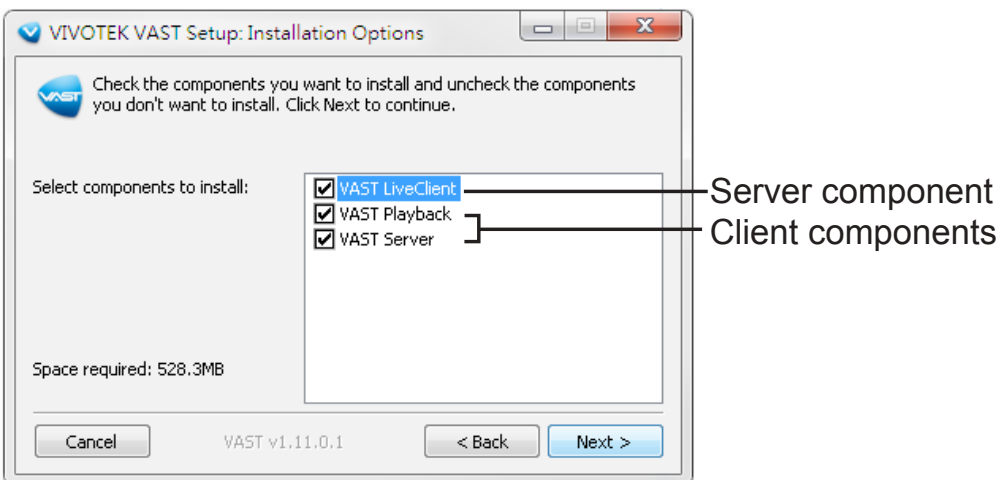 VIVOTEK VAST Setup: Installation Options
VAST
Check the components you want to install and uncheck the components
you don't want to install. Click Next to continue.
Select components to install:
VAST LiveClient
VAST Playback
VAST Server
Server component
Client components
Space required: 528.3MB
Cancel
VAST v1.11.0.1
< Back
Next >